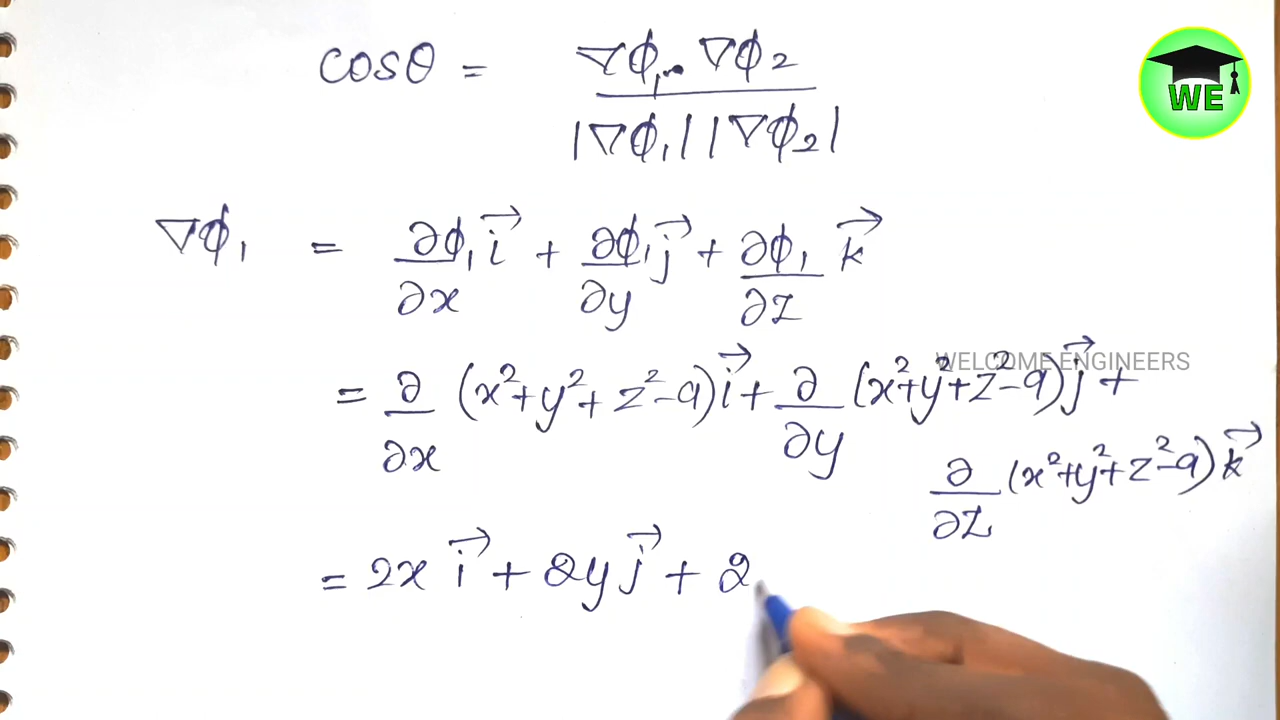 cosθ = ∇ϕ₁ . ∇ϕ₂
|∇ϕ₁| |∇ϕ₂|
WE
∇ϕ₁ = ∂ϕ₁/∂x i⃗ + ∂ϕ₁/∂y j⃗ + ∂ϕ₁/∂z k⃗
WELCOME ENGINEERS
= ∂/∂x (x²+y²+z²-9) i⃗ + ∂/∂y (x²+y²+z²-9) j⃗ +
∂/∂z (x²+y²+z²-9) k⃗
= 2x i⃗ + 2y j⃗ + 2